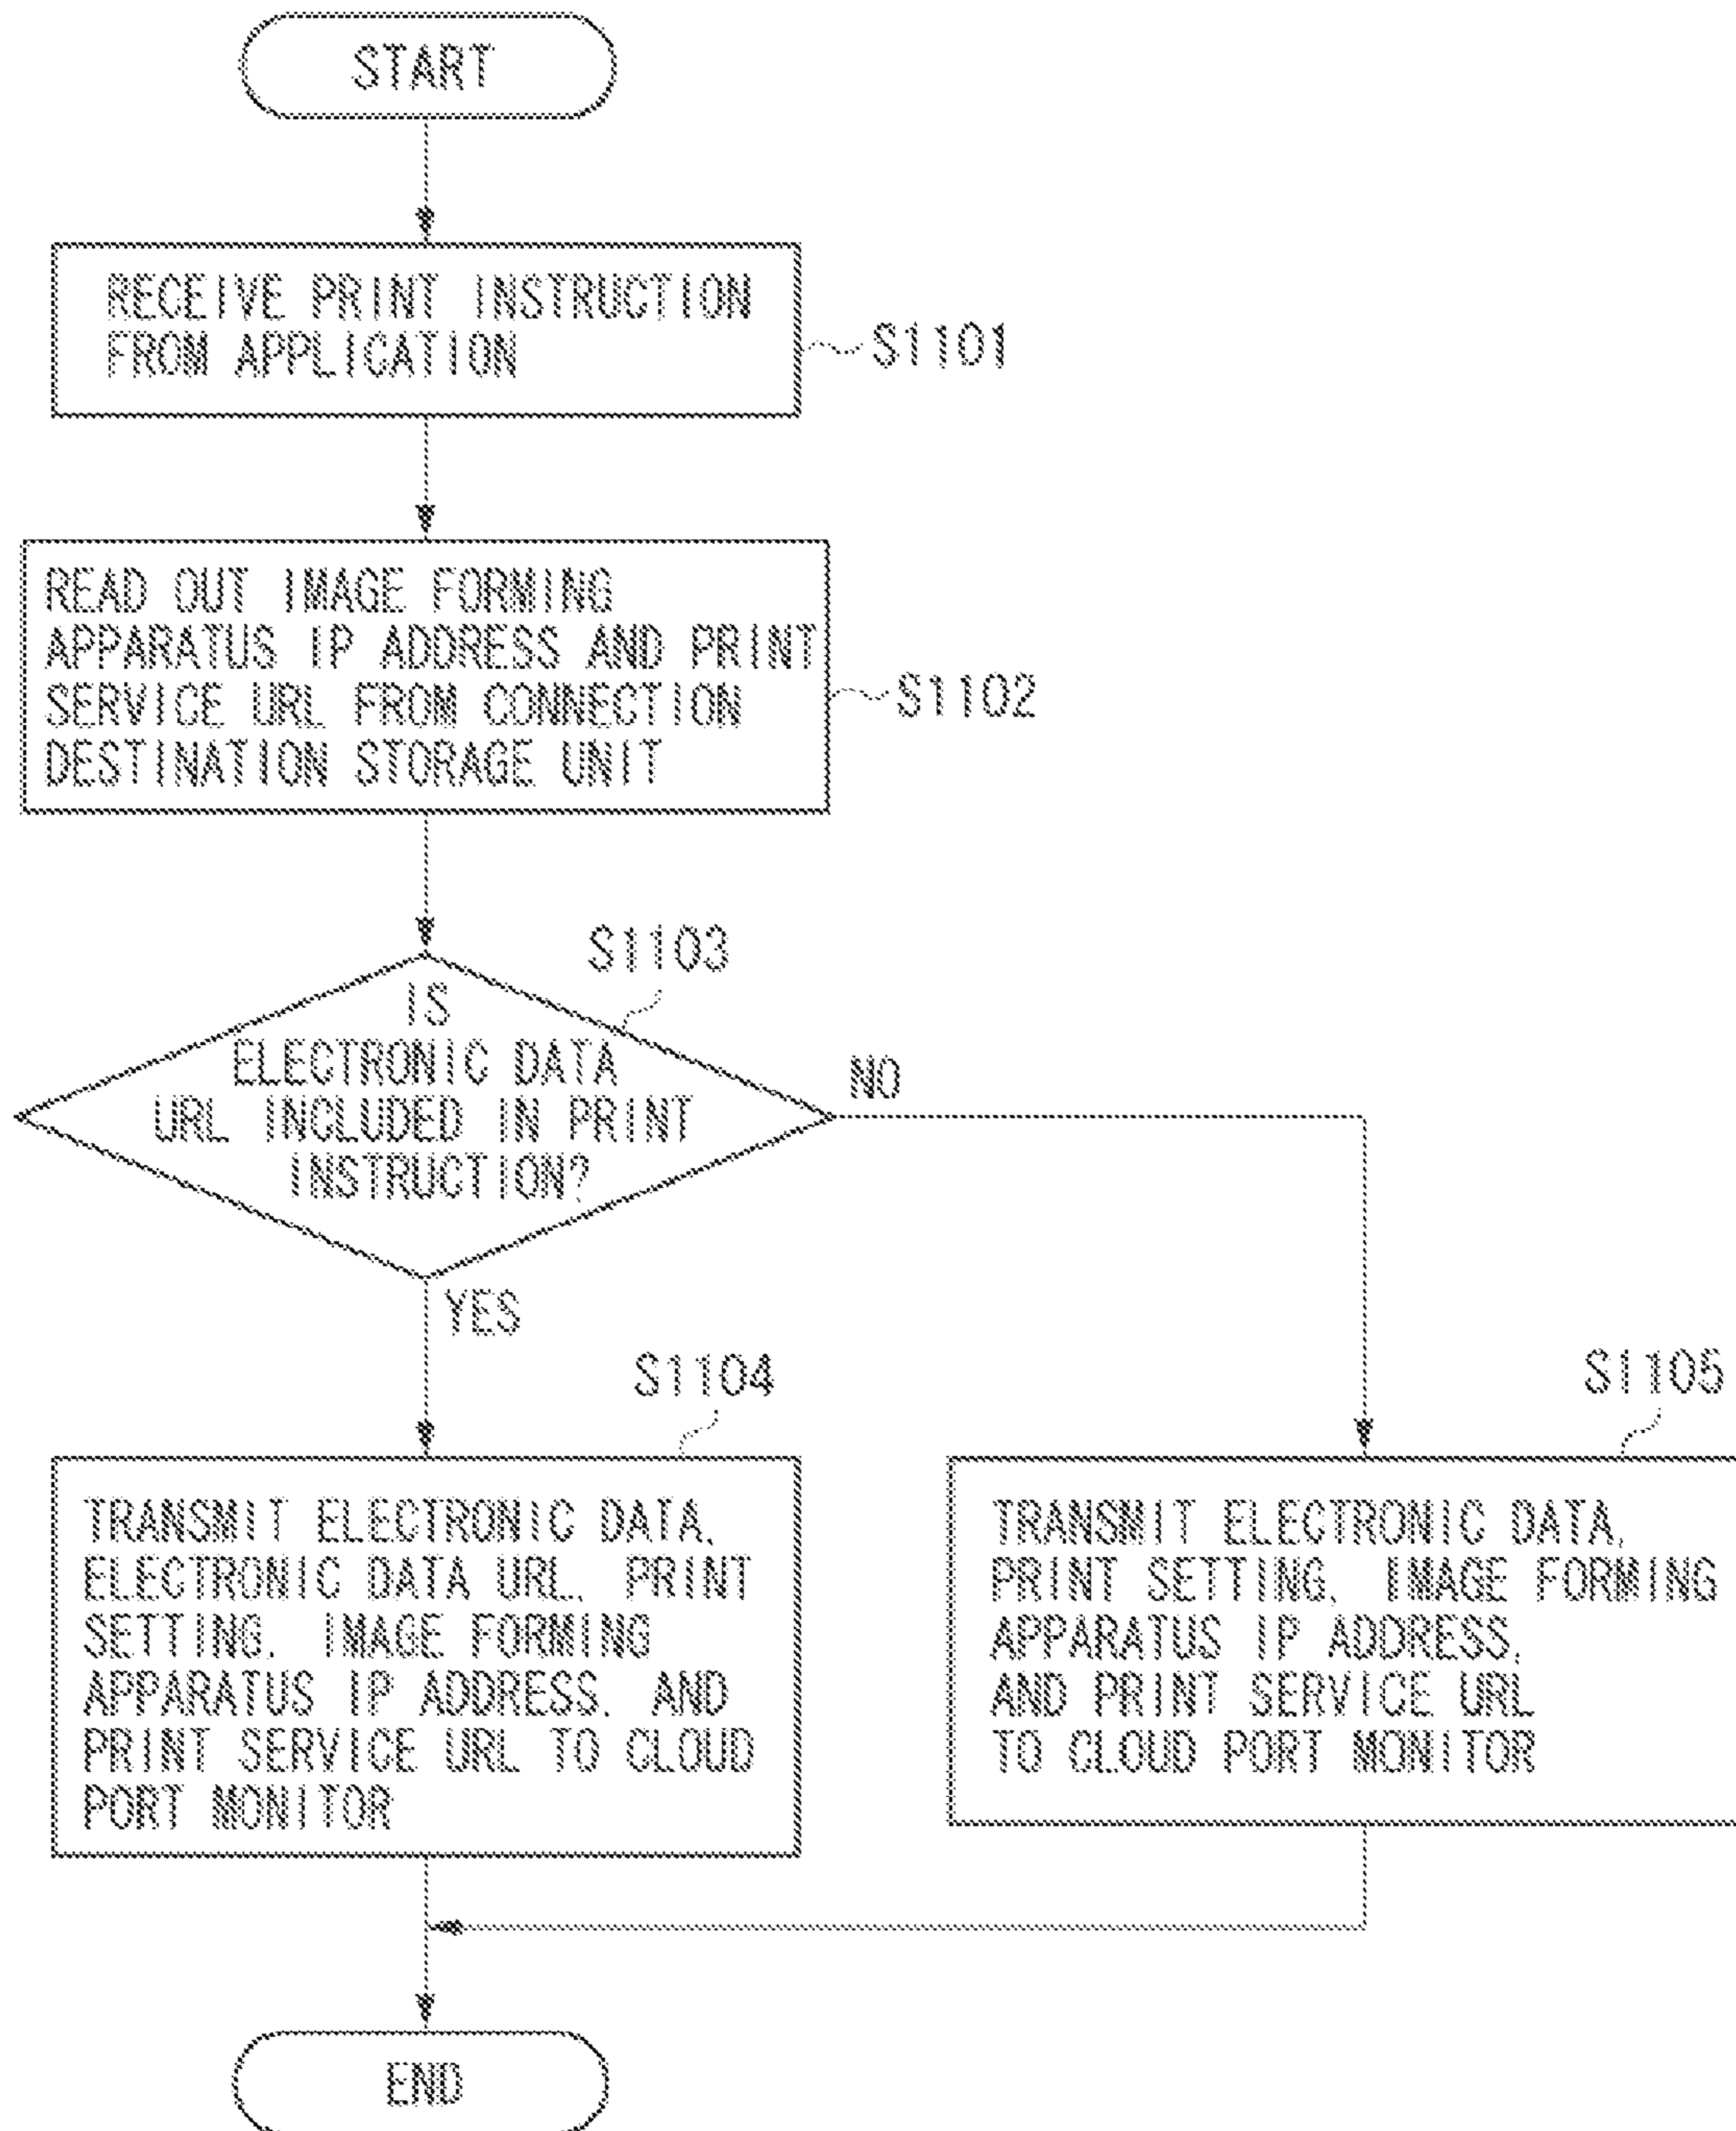 START
RECEIVE PRINT INSTRUCTION
FROM APPLICATION
S1101
READ OUT IMAGE FORMING
APPARATUS IP ADDRESS AND PRINT
SERVICE URL FROM CONNECTION
DESTINATION STORAGE UNIT
S1102
S1103
IS
ELECTRONIC DATA
URL INCLUDED IN PRINT
INSTRUCTION?
NO
YES
S1104
TRANSMIT ELECTRONIC DATA,
ELECTRONIC DATA URL, PRINT
SETTING, IMAGE FORMING
APPARATUS IP ADDRESS, AND
PRINT SERVICE URL TO CLOUD
PORT MONITOR
S1105
TRANSMIT ELECTRONIC DATA,
PRINT SETTING, IMAGE FORMING
APPARATUS IP ADDRESS,
AND PRINT SERVICE URL
TO CLOUD PORT MONITOR
END